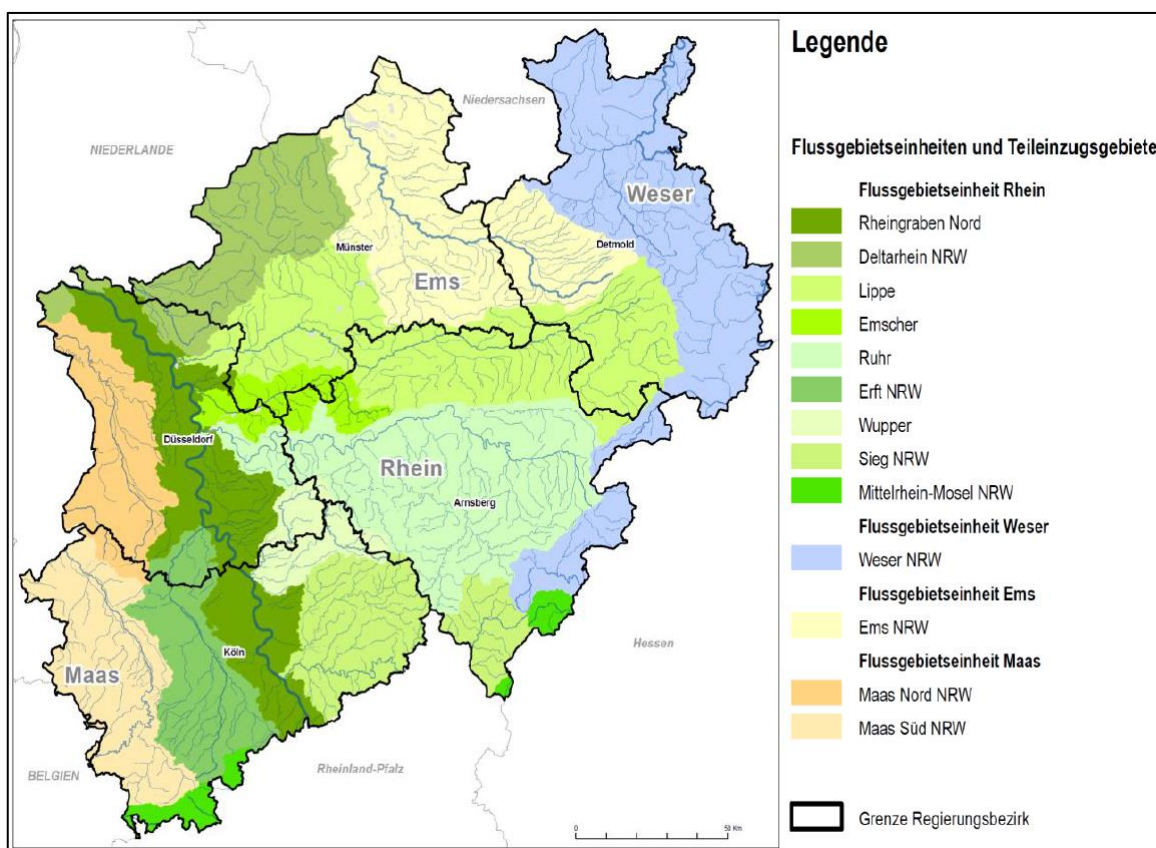 Niedersachsen
NIEDERLANDE
Weser
Münster
Detmold
Ems
Düsseldorf
Rhein
Arnsberg
Köln
Maas
Hessen
BELGIEN
Rheinland-Pfalz
0 50 Km
Legende
Flussgebietseinheiten und Teileinzugsgebiete
Flussgebietseinheit Rhein
Rheingraben Nord
Deltarhein NRW
Lippe
Emscher
Ruhr
Erft NRW
Wupper
Sieg NRW
Mittelrhein-Mosel NRW
Flussgebietseinheit Weser
Weser NRW
Flussgebietseinheit Ems
Ems NRW
Flussgebietseinheit Maas
Maas Nord NRW
Maas Süd NRW
Grenze Regierungsbezirk